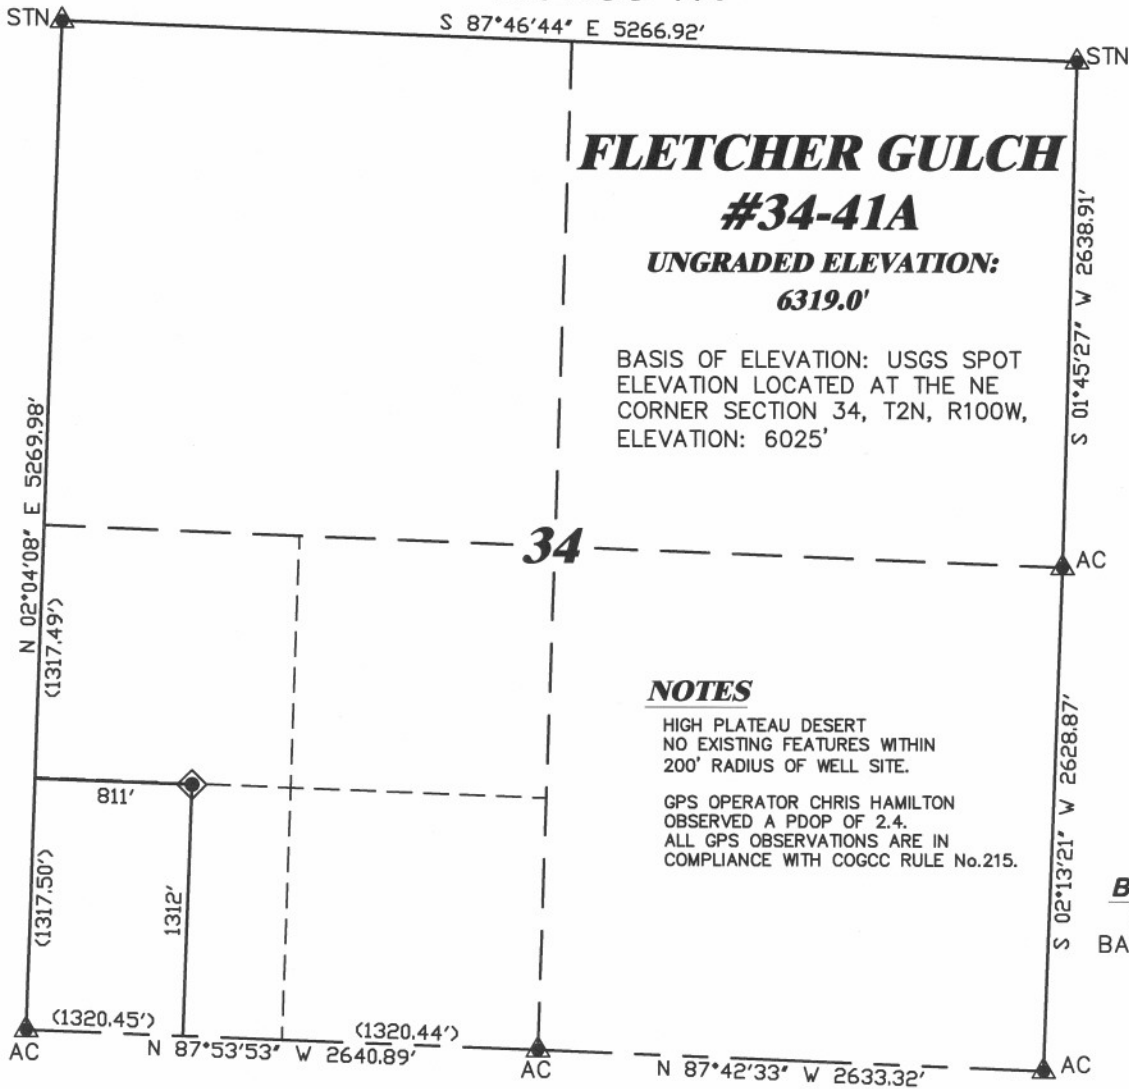 STN
S 87°46'44" E 5266.92'
STN
FLETCHER GULCH
#34-41A
UNGRADED ELEVATION:
6319.0'
BASIS OF ELEVATION: USGS SPOT
ELEVATION LOCATED AT THE NE
CORNER SECTION 34, T2N, R100W,
ELEVATION: 6025'
S 01°45'27" W 2638.91'
N 02°04'08" E 5269.98'
34
AC
(1317.49')
NOTES
HIGH PLATEAU DESERT
NO EXISTING FEATURES WITHIN
200' RADIUS OF WELL SITE.
GPS OPERATOR CHRIS HAMILTON
OBSERVED A PDOP OF 2.4.
ALL GPS OBSERVATIONS ARE IN
COMPLIANCE WITH COGCC RULE No.215.
S 02°13'21" W 2628.87'
811'
(1317.50')
1312'
B
BA
(1320.45')
(1320.44')
AC
N 87°53'53" W 2640.89'
AC
N 87°42'33" W 2633.32'
AC